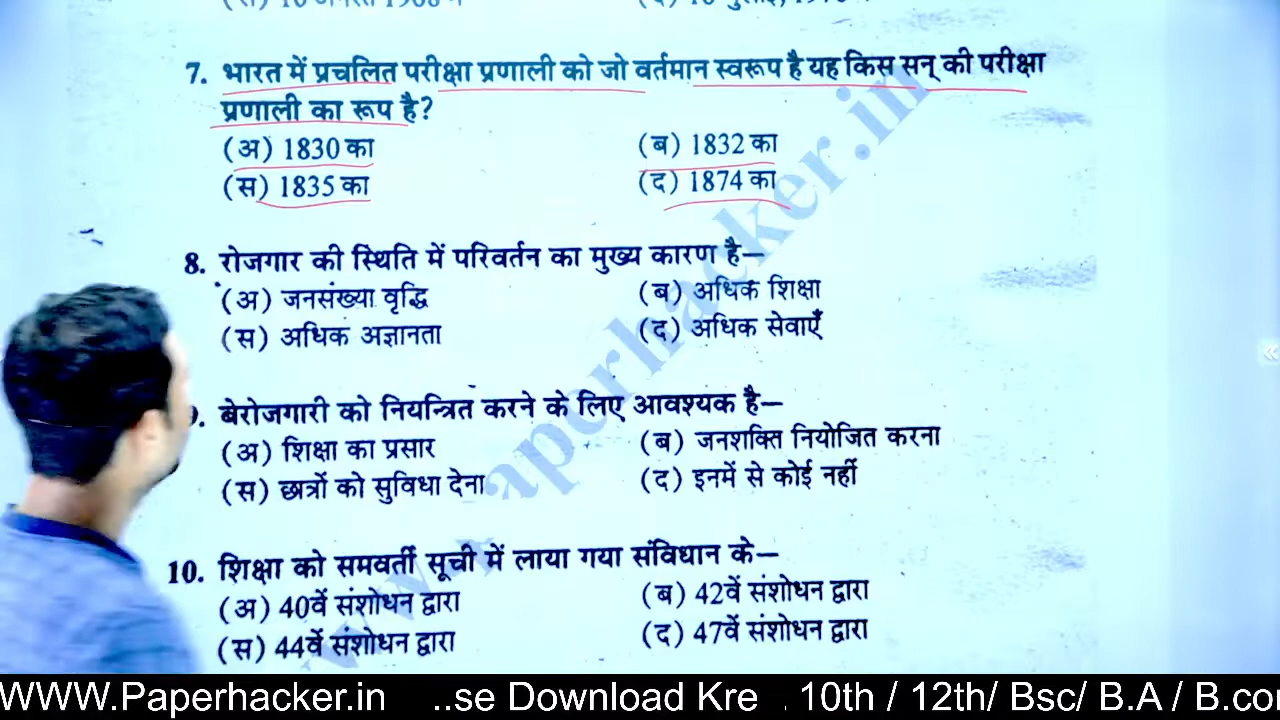 7. भारत में प्रचलित परीक्षा प्रणाली को जो वर्तमान स्वरूप है यह किस सन् की परीक्षा
प्रणाली का रूप है?
(अ) 1830 का (ब) 1832 का
(स) 1835 का (द) 1874 का
8. रोजगार की स्थिति में परिवर्तन का मुख्य कारण है—
(अ) जनसंख्या वृद्धि (ब) अधिक शिक्षा
(स) अधिक अज्ञानता (द) अधिक सेवाएँ
. बेरोजगारी को नियन्त्रित करने के लिए आवश्यक है—
(अ) शिक्षा का प्रसार (ब) जनशक्ति नियोजित करना
(स) छात्रों को सुविधा देना (द) इनमें से कोई नहीं
10. शिक्षा को समवर्ती सूची में लाया गया संविधान के—
(अ) 40वें संशोधन द्वारा (ब) 42वें संशोधन द्वारा
(स) 44वें संशोधन द्वारा (द) 47वें संशोधन द्वारा
WWW.Paperhacker.in ..se Download Kre . 10th / 12th/ Bsc/ B.A / B.co